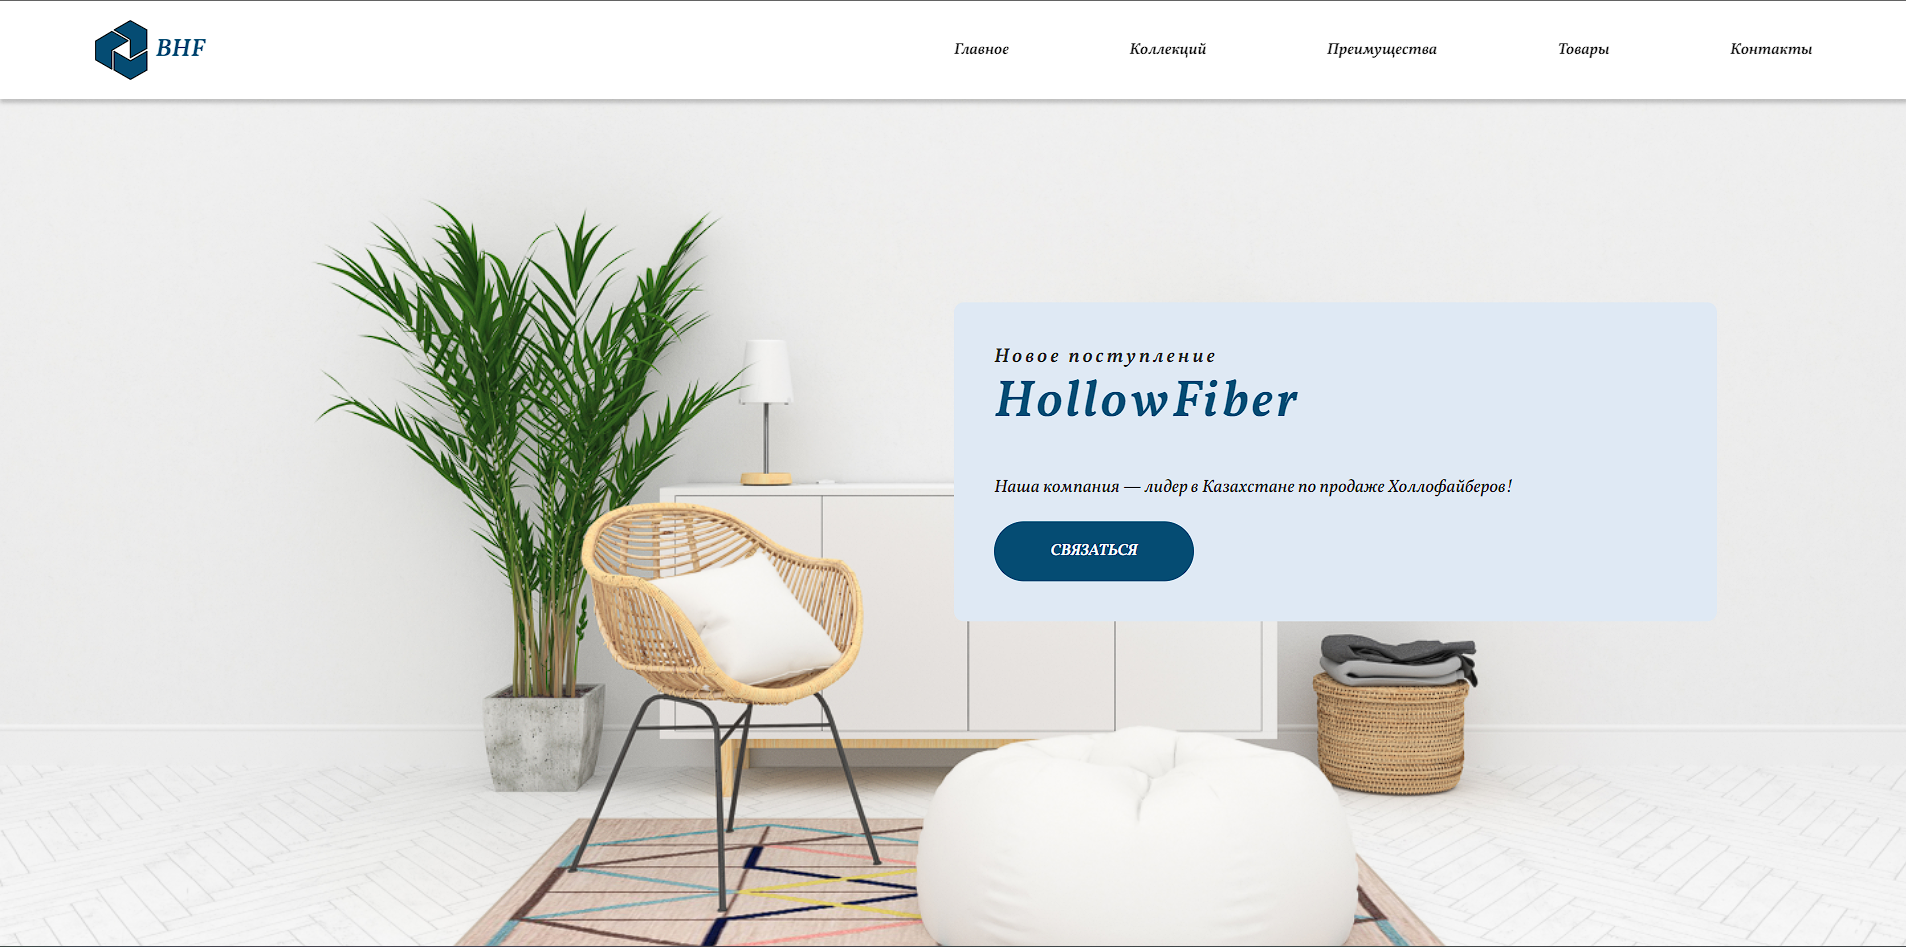 BHF
Главное Коллекций Преимущества Товары Контакты
Новое поступление
HollowFiber
Наша компания — лидер в Казахстане по продаже Холлофайберов!
СВЯЗАТЬСЯ